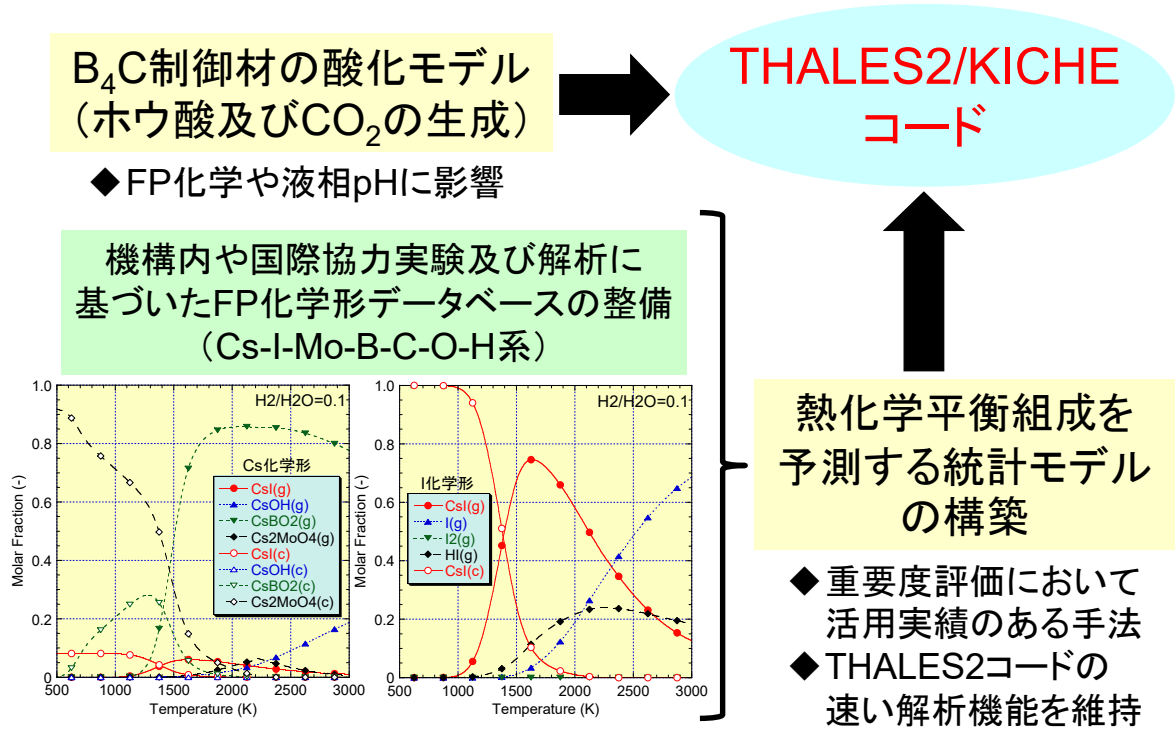 B₄C制御材の酸化モデル
（ホウ酸及びCO₂の生成）
THALES2/KICHE
コード
◆FP化学や液相pHに影響
機構内や国際協力実験及び解析に
基づいたFP化学形データベースの整備
（Cs-I-Mo-B-C-O-H系）
1.0
0.8
0.6
0.4
0.2
0
Molar Fraction (-)
H2/H2O=0.1
Cs化学形
CsI(g)
CsOH(g)
CsBO2(g)
Cs2MoO4(g)
CsI(c)
CsOH(c)
CsBO2(c)
Cs2MoO4(c)
500 1000 1500 2000 2500 3000
Temperature (K)
1.0
0.8
0.6
0.4
0.2
0
Molar Fraction (-)
H2/H2O=0.1
I化学形
CsI(g)
I(g)
I2(g)
HI(g)
CsI(c)
500 1000 1500 2000 2500 3000
Temperature (K)
熱化学平衡組成を
予測する統計モデル
の構築
◆重要度評価において
活用実績のある手法
◆THALES2コードの
速い解析機能を維持